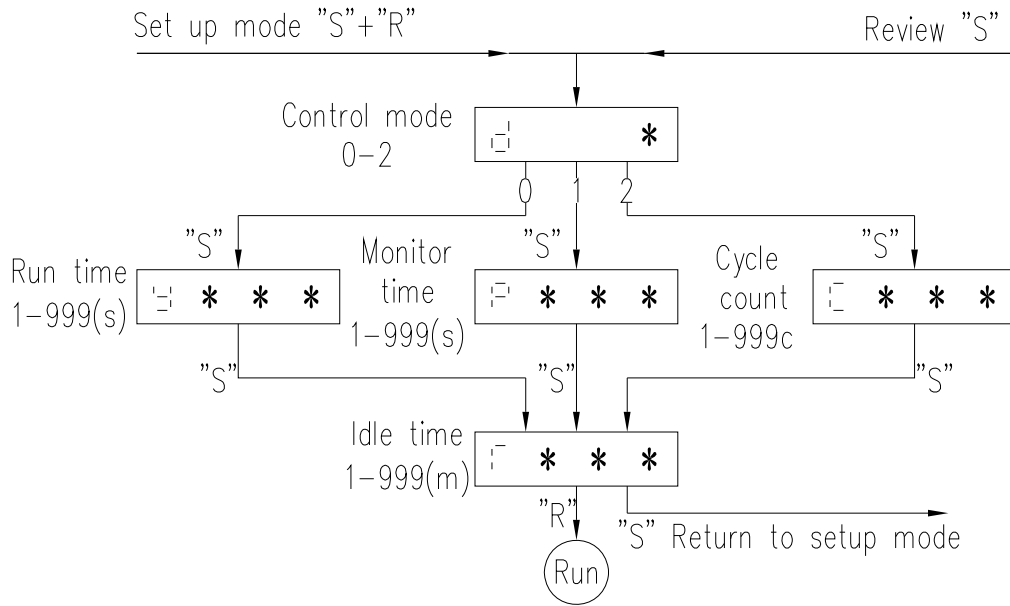 Set up mode ”S”+”R”
Review ”S”
Control mode
0-2
d *
0 1 2
”S” ”S” ”S”
Run time
1-999(s)
y * * *
Monitor
time
1-999(s)
P * * *
Cycle
count
1-999c
C * * *
”S” ”S” ”S”
Idle time
1-999(m)
r * * *
”R”
”S” Return to setup mode
Run